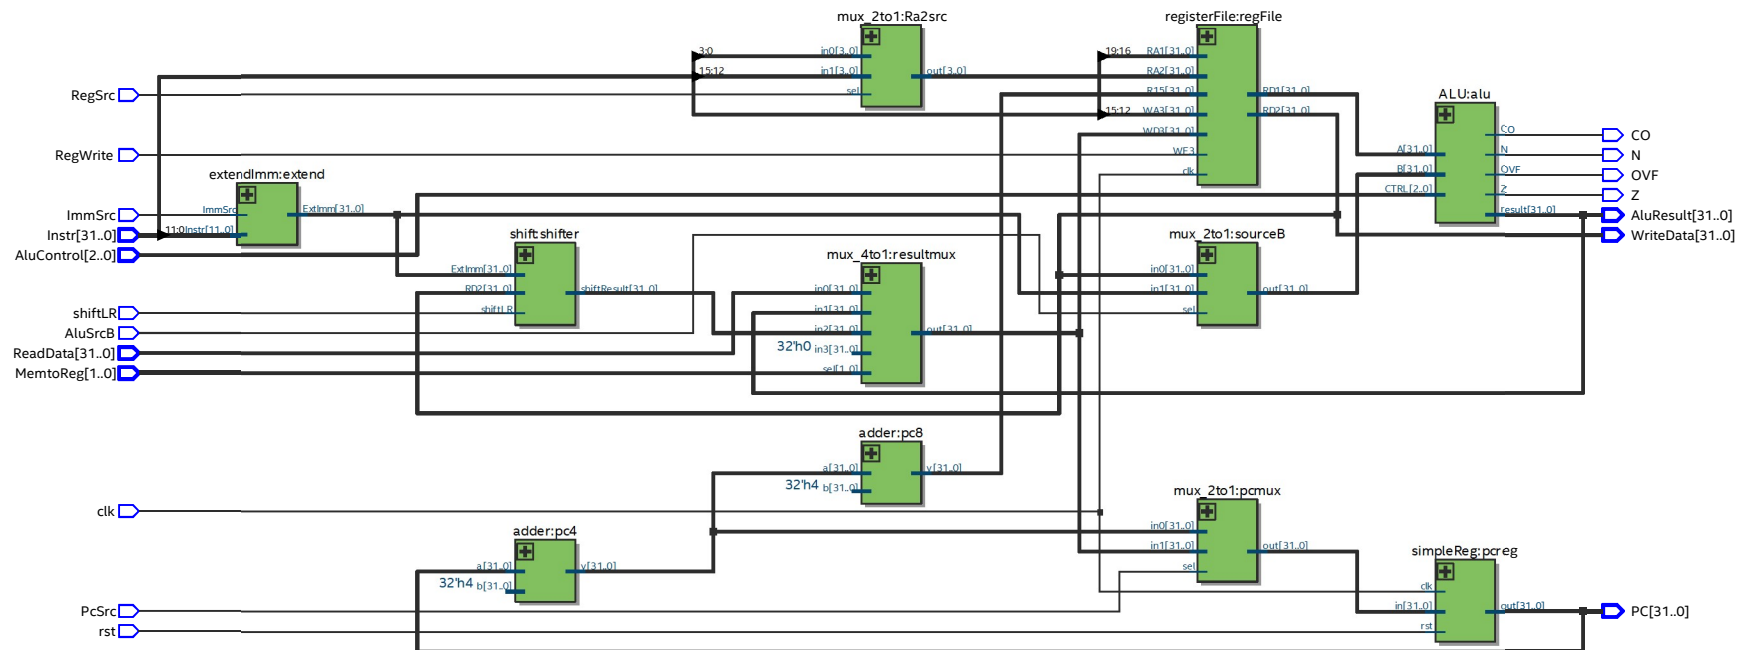 mux_2to1:Ra2src
registerFile:regFile
3:0
in0[3..0]
19:16
RA1[31..0]
15:12
in1[3..0]
out[3..0]
RA2[31..0]
RegSrc
sel
R15[31..0]
RD1[31..0]
ALU:alu
15:12
WA3[31..0]
RD2[31..0]
WD3[31..0]
CO
CO
RegWrite
WE3
A[31..0]
N
N
extendImm:extend
clk
B[31..0]
OVF
OVF
CTRL[2..0]
Z
Z
ImmSrc
ImmSrc
ExtImm[31..0]
result[31..0]
AluResult[31..0]
Instr[31..0]
11:0
Instr[11..0]
shift:shifter
mux_2to1:sourceB
WriteData[31..0]
AluControl[2..0]
mux_4to1:resultmux
ExtImm[31..0]
in0[31..0]
RD2[31..0]
shiftResult[31..0]
in0[31..0]
in1[31..0]
out[31..0]
shiftLR
shiftLR
in1[31..0]
sel
AluSrcB
in2[31..0]
out[31..0]
ReadData[31..0]
32'h0
in3[31..0]
MemtoReg[1..0]
sel[1..0]
adder:pc8
a[31..0]
y[31..0]
32'h4
b[31..0]
mux_2to1:pcmux
clk
in0[31..0]
adder:pc4
in1[31..0]
out[31..0]
simpleReg:pcreg
a[31..0]
y[31..0]
sel
32'h4
b[31..0]
clk
PcSrc
in[31..0]
out[31..0]
PC[31..0]
rst
rst